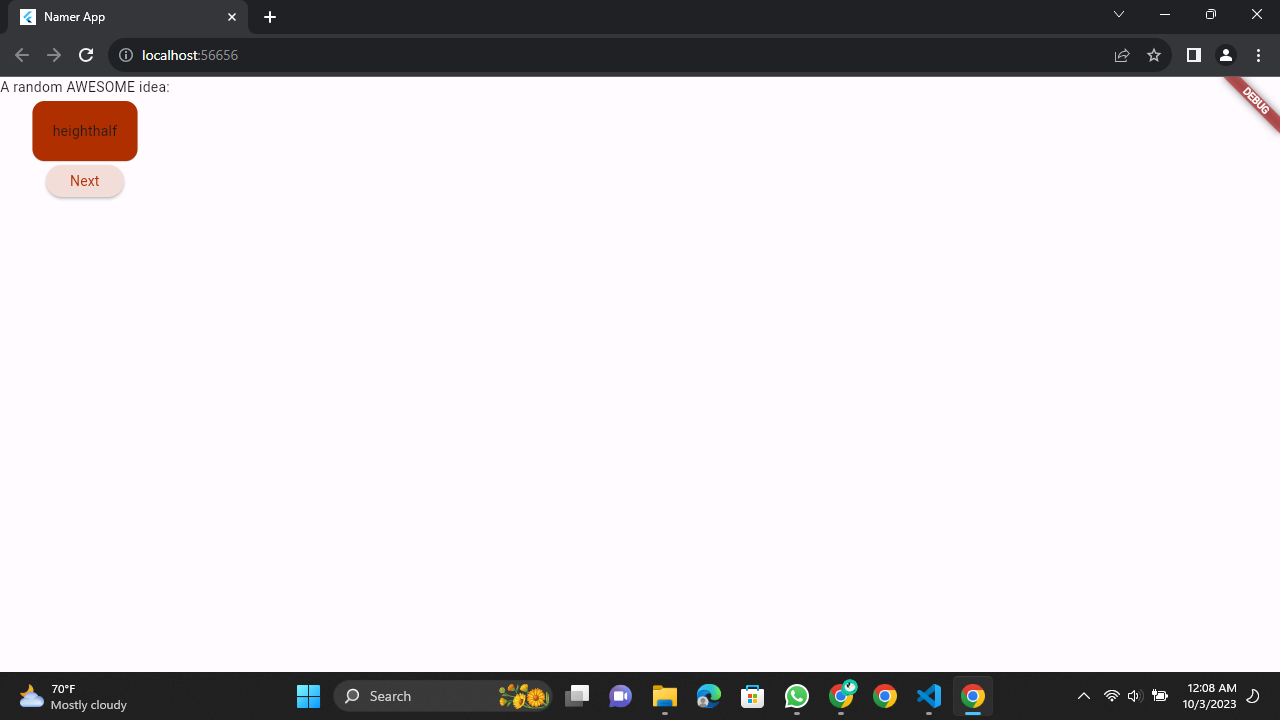 Namer App
localhost:56656
A random AWESOME idea:
DEBUG
heighthalf
Next
70°F
Mostly cloudy
Search
12:08 AM
10/3/2023